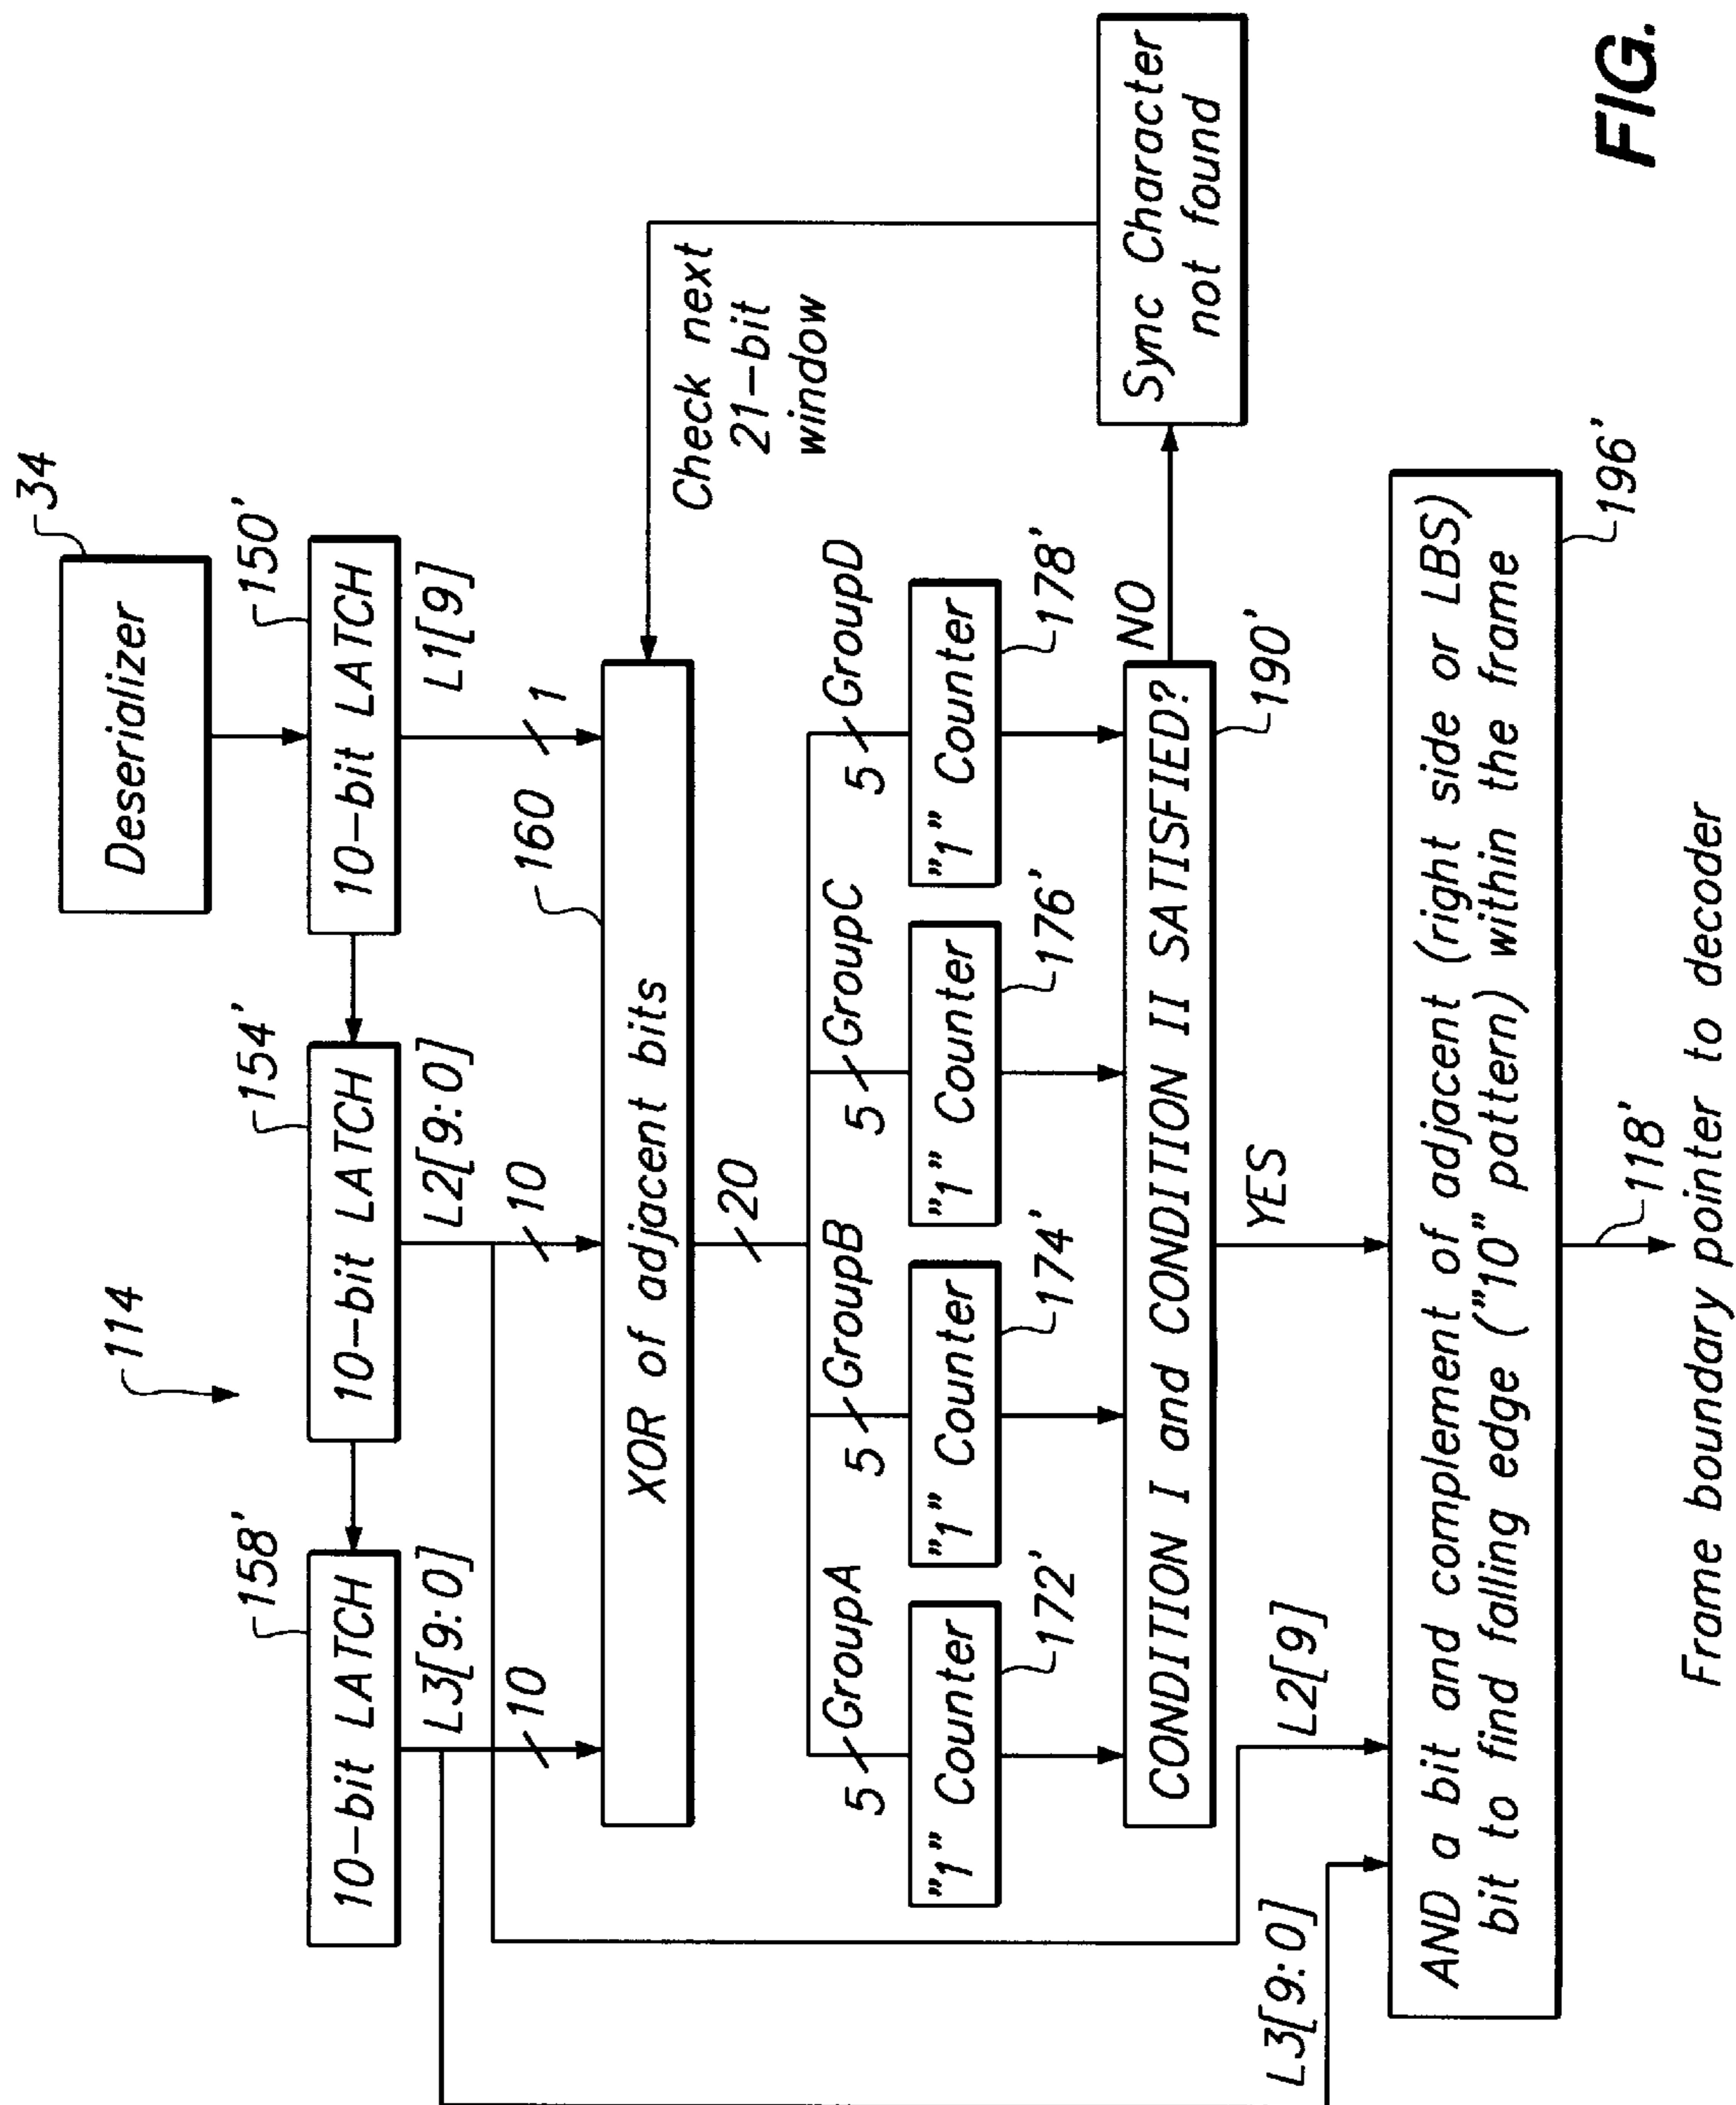 114
34
Deserializer
158'
154'
150'
10-bit LATCH
10-bit LATCH
10-bit LATCH
L3[9:0]
L2[9:0]
L1[9]
10
10
1
160
XOR of adjacent bits
Check next
21-bit
window
20
5
GroupA
5
GroupB
5
GroupC
5
GroupD
"1" Counter
"1" Counter
"1" Counter
"1" Counter
172'
174'
176'
178'
CONDITION I and CONDITION II SATISFIED?
NO
190'
Sync Character
not found
YES
L3[9:0]
L2[9]
AND a bit and complement of adjacent (right side or LBS)
bit to find falling edge ("10" pattern) within the frame
196'
118'
Frame boundary pointer to decoder
FIG.